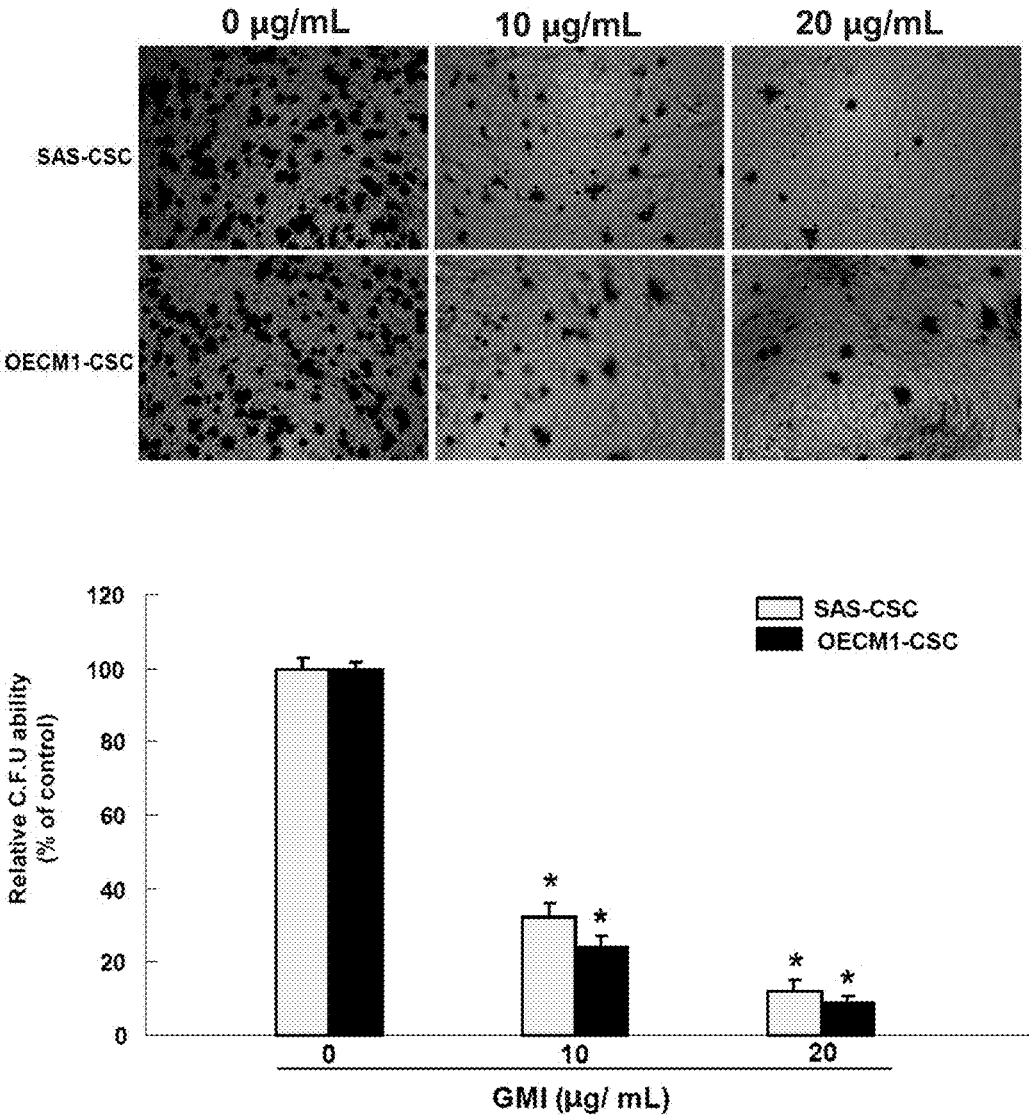 0 µg/mL
10 µg/mL
20 µg/mL
SAS-CSC
OECM1-CSC
120
100
80
60
40
20
0
Relative C.F.U ability
(% of control)
SAS-CSC
OECM1-CSC
*
*
*
*
0
10
20
GMI (µg/ mL)